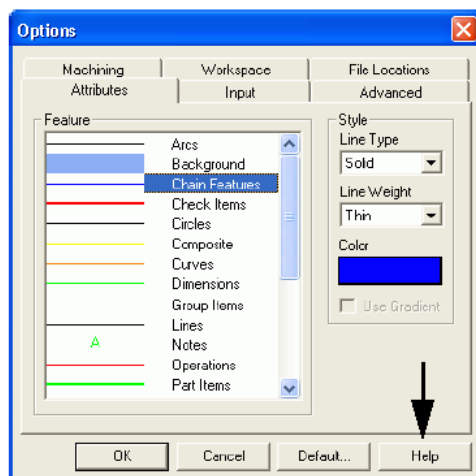 Options
Machining Workspace File Locations
Attributes Input Advanced
Feature
Arcs
Background
Chain Features
Check Items
Circles
Composite
Curves
Dimensions
Group Items
Lines
A Notes
Operations
Part Items
Style
Line Type
Solid
Line Weight
Thin
Color
Use Gradient
OK Cancel Default... Help